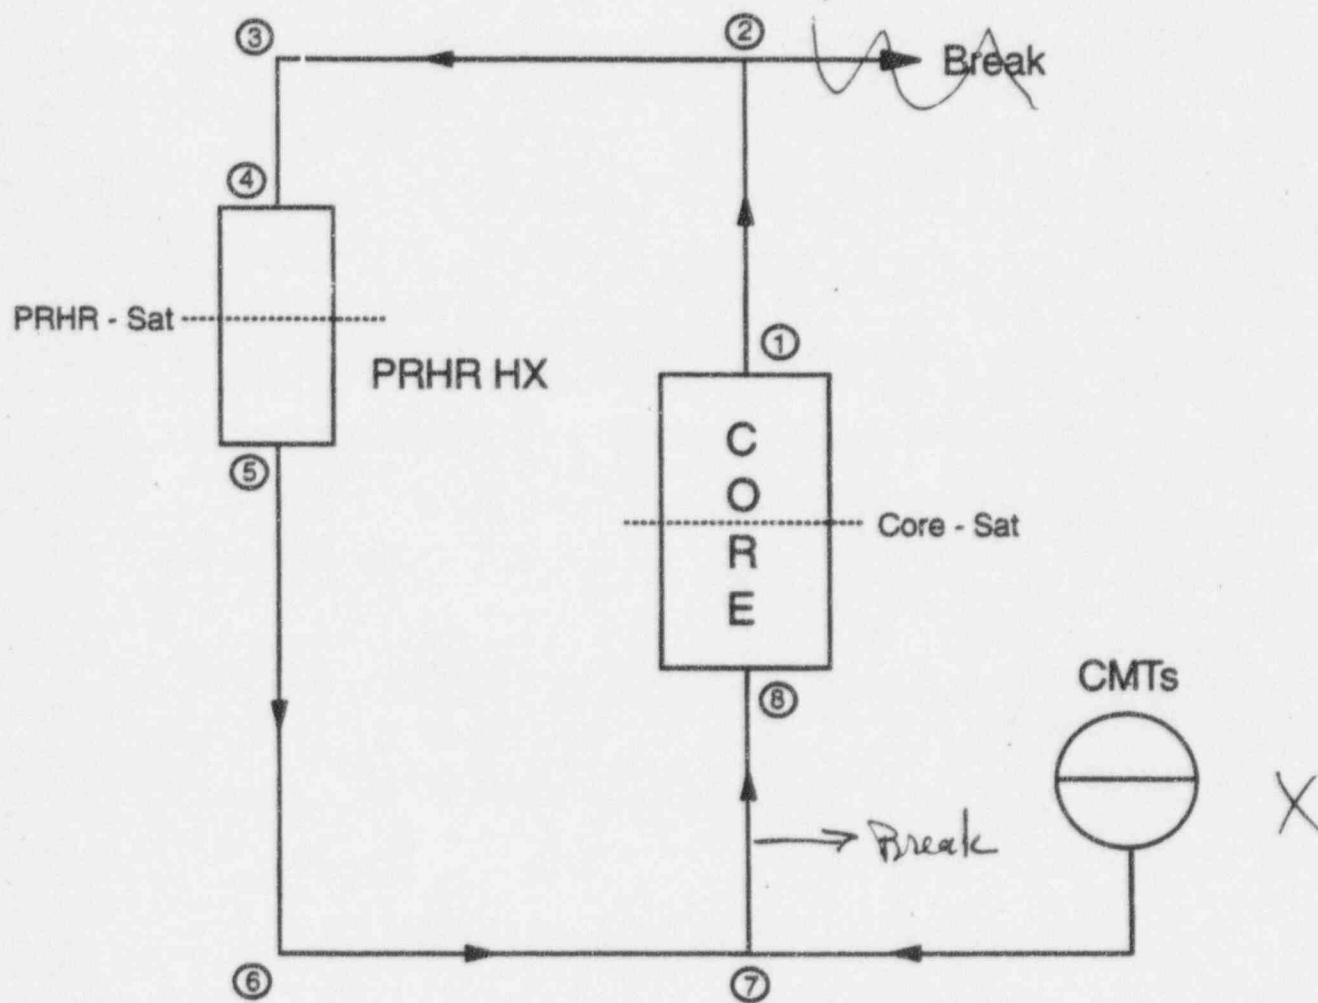 ③
②
Break
④
PRHR - Sat
①
PRHR HX
C
O
R
E
⑤
Core - Sat
⑧
CMTs
Break
X
⑥
⑦